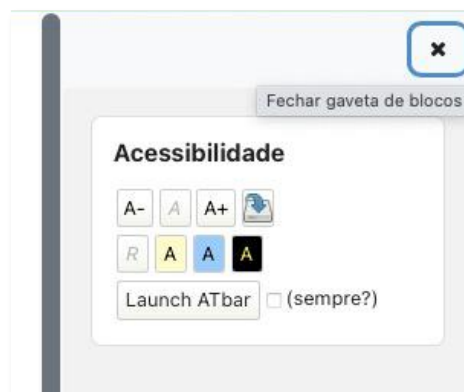 ×
Fechar gaveta de blocos
Acessibilidade
A- A A+
R A A A
Launch ATbar (sempre?)